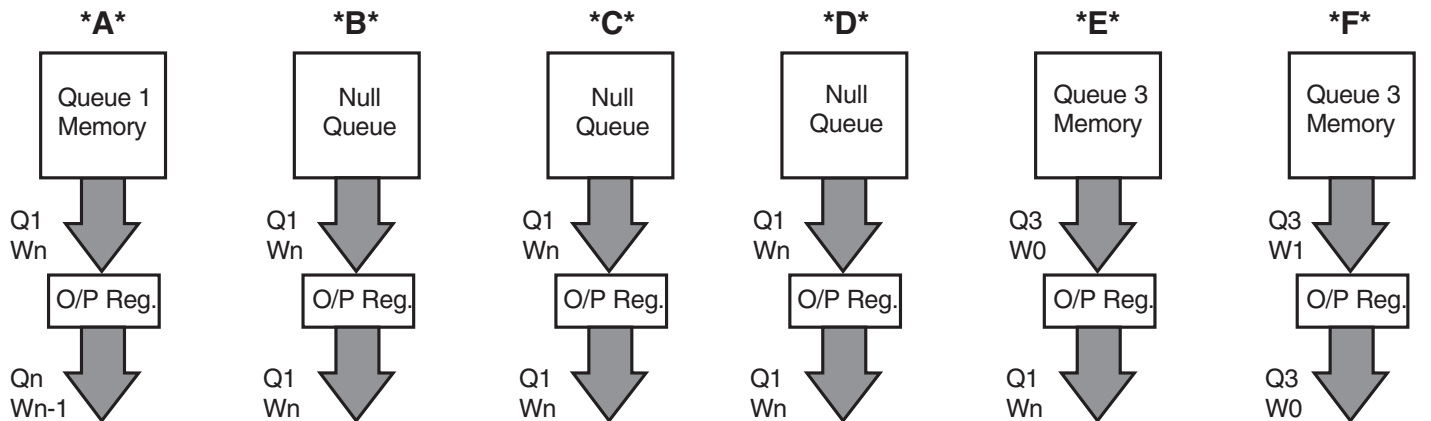 *A*
*B*
*C*
*D*
*E*
*F*
Queue 1
Memory
Null
Queue
Null
Queue
Null
Queue
Queue 3
Memory
Queue 3
Memory
Q1
Wn
Q1
Wn
Q1
Wn
Q1
Wn
Q3
W0
Q3
W1
O/P Reg.
O/P Reg.
O/P Reg.
O/P Reg.
O/P Reg.
O/P Reg.
Qn
Wn-1
Q1
Wn
Q1
Wn
Q1
Wn
Q1
Wn
Q3
W0